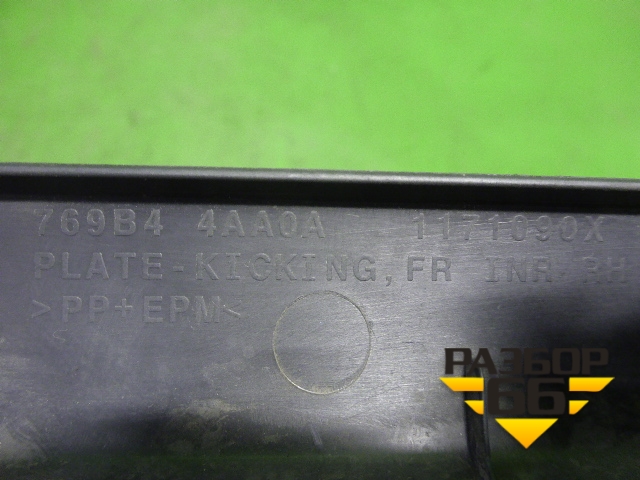 769B4 4AA0A 1171090X
PLATE-KICKING, FR INR RH
>PP+EPM<
РАЗБОР
66